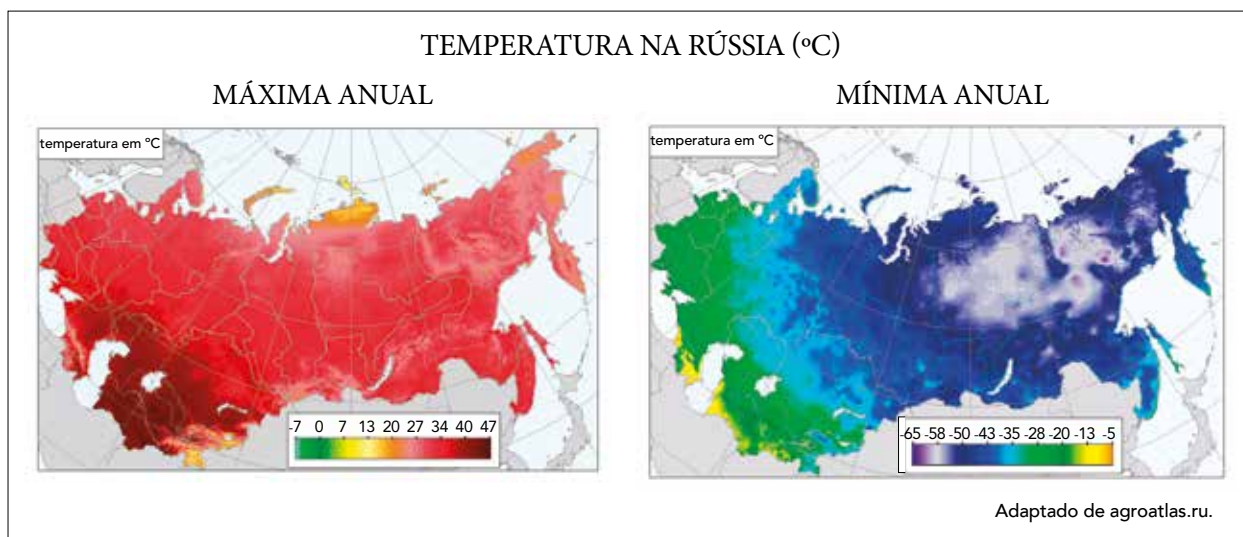 TEMPERATURA NA RÚSSIA (ºC)
MÁXIMA ANUAL
MÍNIMA ANUAL
temperatura em ºC
temperatura em ºC
-7 0 7 13 20 27 34 40 47
-65 -58 -50 -43 -35 -28 -20 -13 -5
Adaptado de agroatlas.ru.